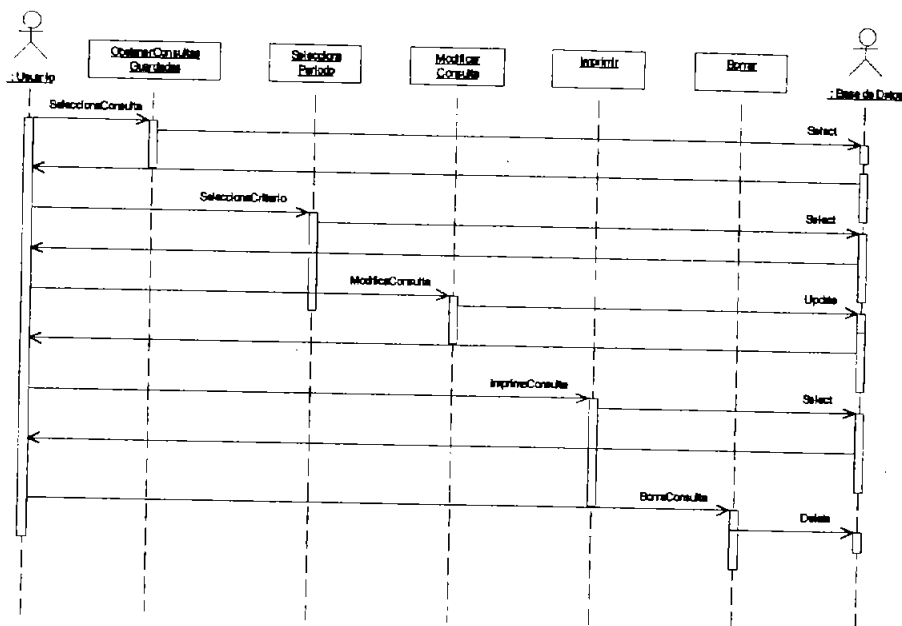 ObtenerConsultas
Guardadas
Selecciona
Periodo
Modificar
Consulta
Imprimir
Borrar
: Usuario
: Base de Datos
SeleccionaConsulta
Select
SeleccionaCriterio
Select
ModificaConsulta
Update
ImprimeConsulta
Select
BorraConsulta
Delete